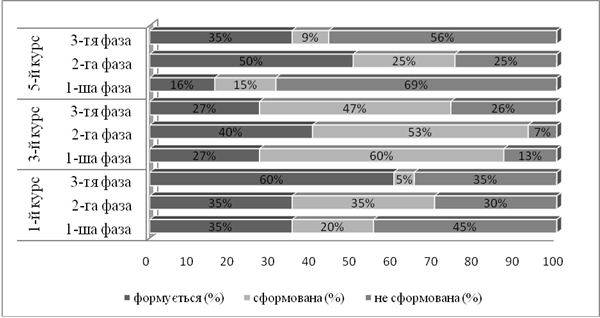 5-й курс
3-тя фаза 35% 9% 56%
2-га фаза 50% 25% 25%
1-ша фаза 16% 15% 69%
3-й курс
3-тя фаза 27% 47% 26%
2-га фаза 40% 53% 7%
1-ша фаза 27% 60% 13%
1-й курс
3-тя фаза 60% 5% 35%
2-га фаза 35% 35% 30%
1-ша фаза 35% 20% 45%
0 10 20 30 40 50 60 70 80 90 100
формується (%) сформована (%) не сформована (%)